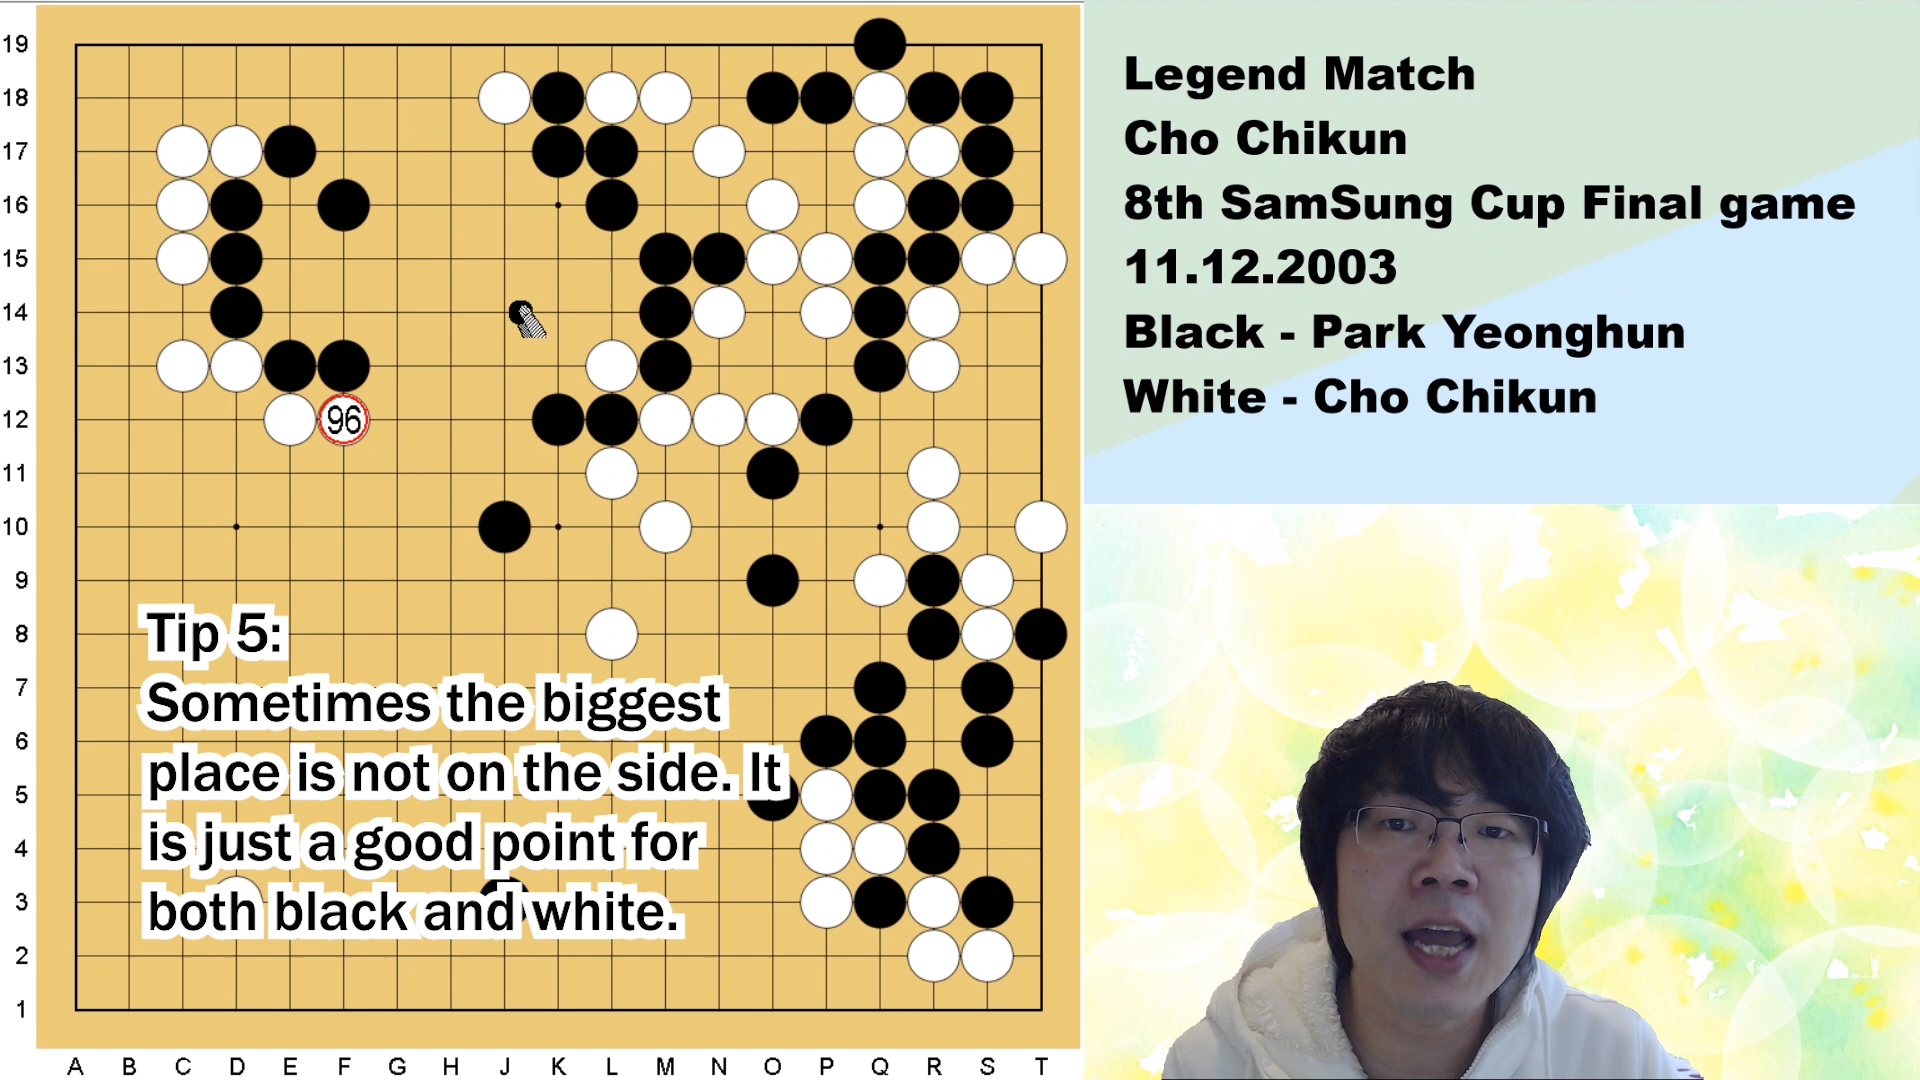 Legend Match
Cho Chikun
8th SamSung Cup Final game
11.12.2003
Black - Park Yeonghun
White - Cho Chikun
19
18
17
16
15
14
13
12
11
10
9
8
7
6
5
4
3
2
1
96
Tip 5:
Sometimes the biggest
place is not on the side. It
is just a good point for
both black and white.
A B C D E F G H J K L M N O P Q R S T